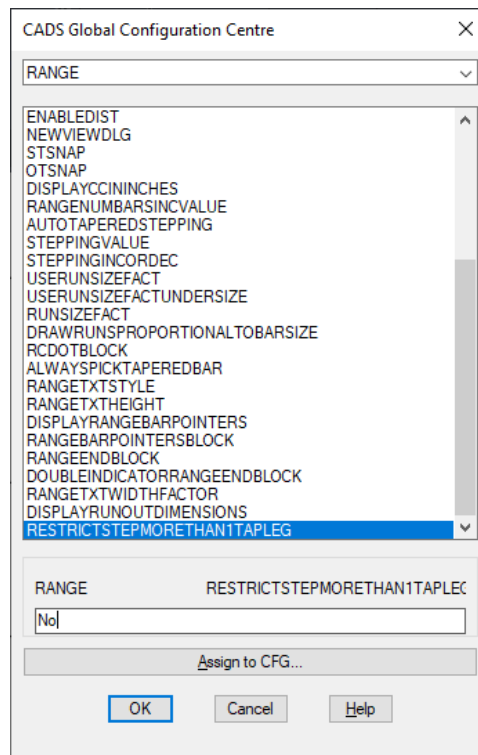 CADS Global Configuration Centre
RANGE
ENABLEDIST
NEWVIEWDLG
STSNAP
OTSNAP
DISPLAYCCININCHES
RANGENUMBARSINCVALUE
AUTOTAPEREDSTEPPING
STEPPINGVALUE
STEPPINGINCORDEC
USERUNSIZEFACT
USERUNSIZEFACTUNDERSIZE
RUNSIZEFACT
DRAWRUNSPROPORTIONALTOBARSIZE
RCDOTBLOCK
ALWAYSPICKTAPEREDBAR
RANGETXTSTYLE
RANGETXTHEIGHT
DISPLAYRANGEBARPOINTERS
RANGEBARPOINTERSBLOCK
RANGEENDBLOCK
DOUBLEINDICATORRANGEENDBLOCK
RANGETXTWIDTHFACTOR
DISPLAYRUNOUTDIMENSIONS
RESTRICTSTEPMORETHAN1TAPLEG
RANGE RESTRICTSTEPMORETHAN1TAPLEG
No
Assign to CFG...
OK Cancel Help